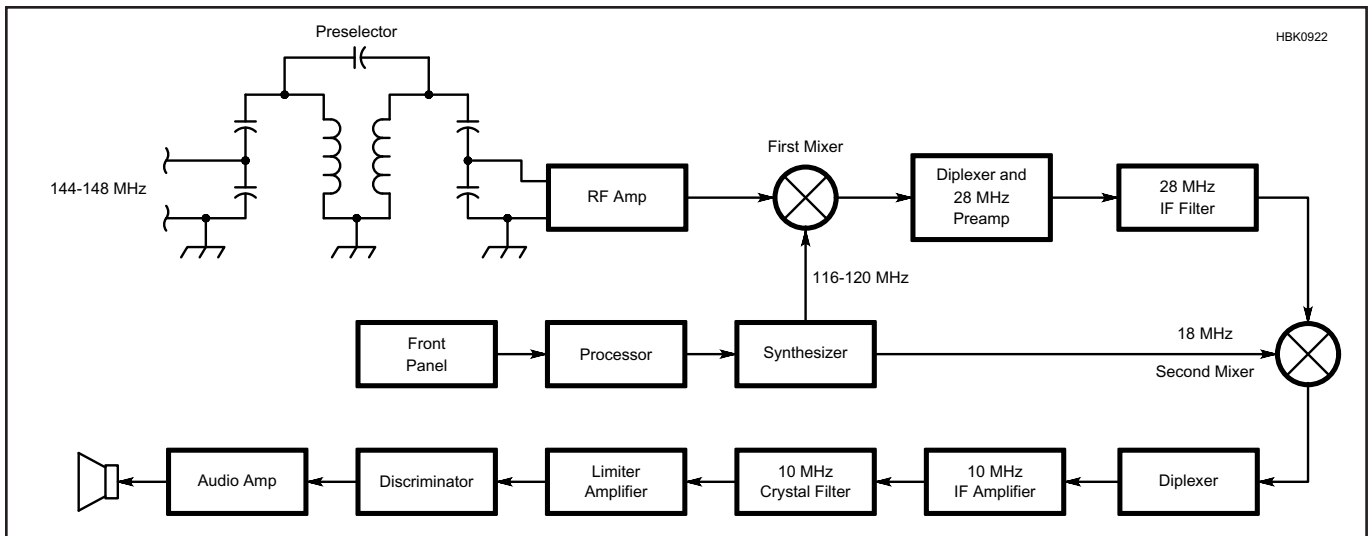 Preselector
HBK0922
144-148 MHz
RF Amp
First Mixer
Diplexer and
28 MHz
Preamp
28 MHz
IF Filter
116-120 MHz
Front
Panel
Processor
Synthesizer
18 MHz
Second Mixer
Audio Amp
Discriminator
Limiter
Amplifier
10 MHz
Crystal Filter
10 MHz
IF Amplifier
Diplexer